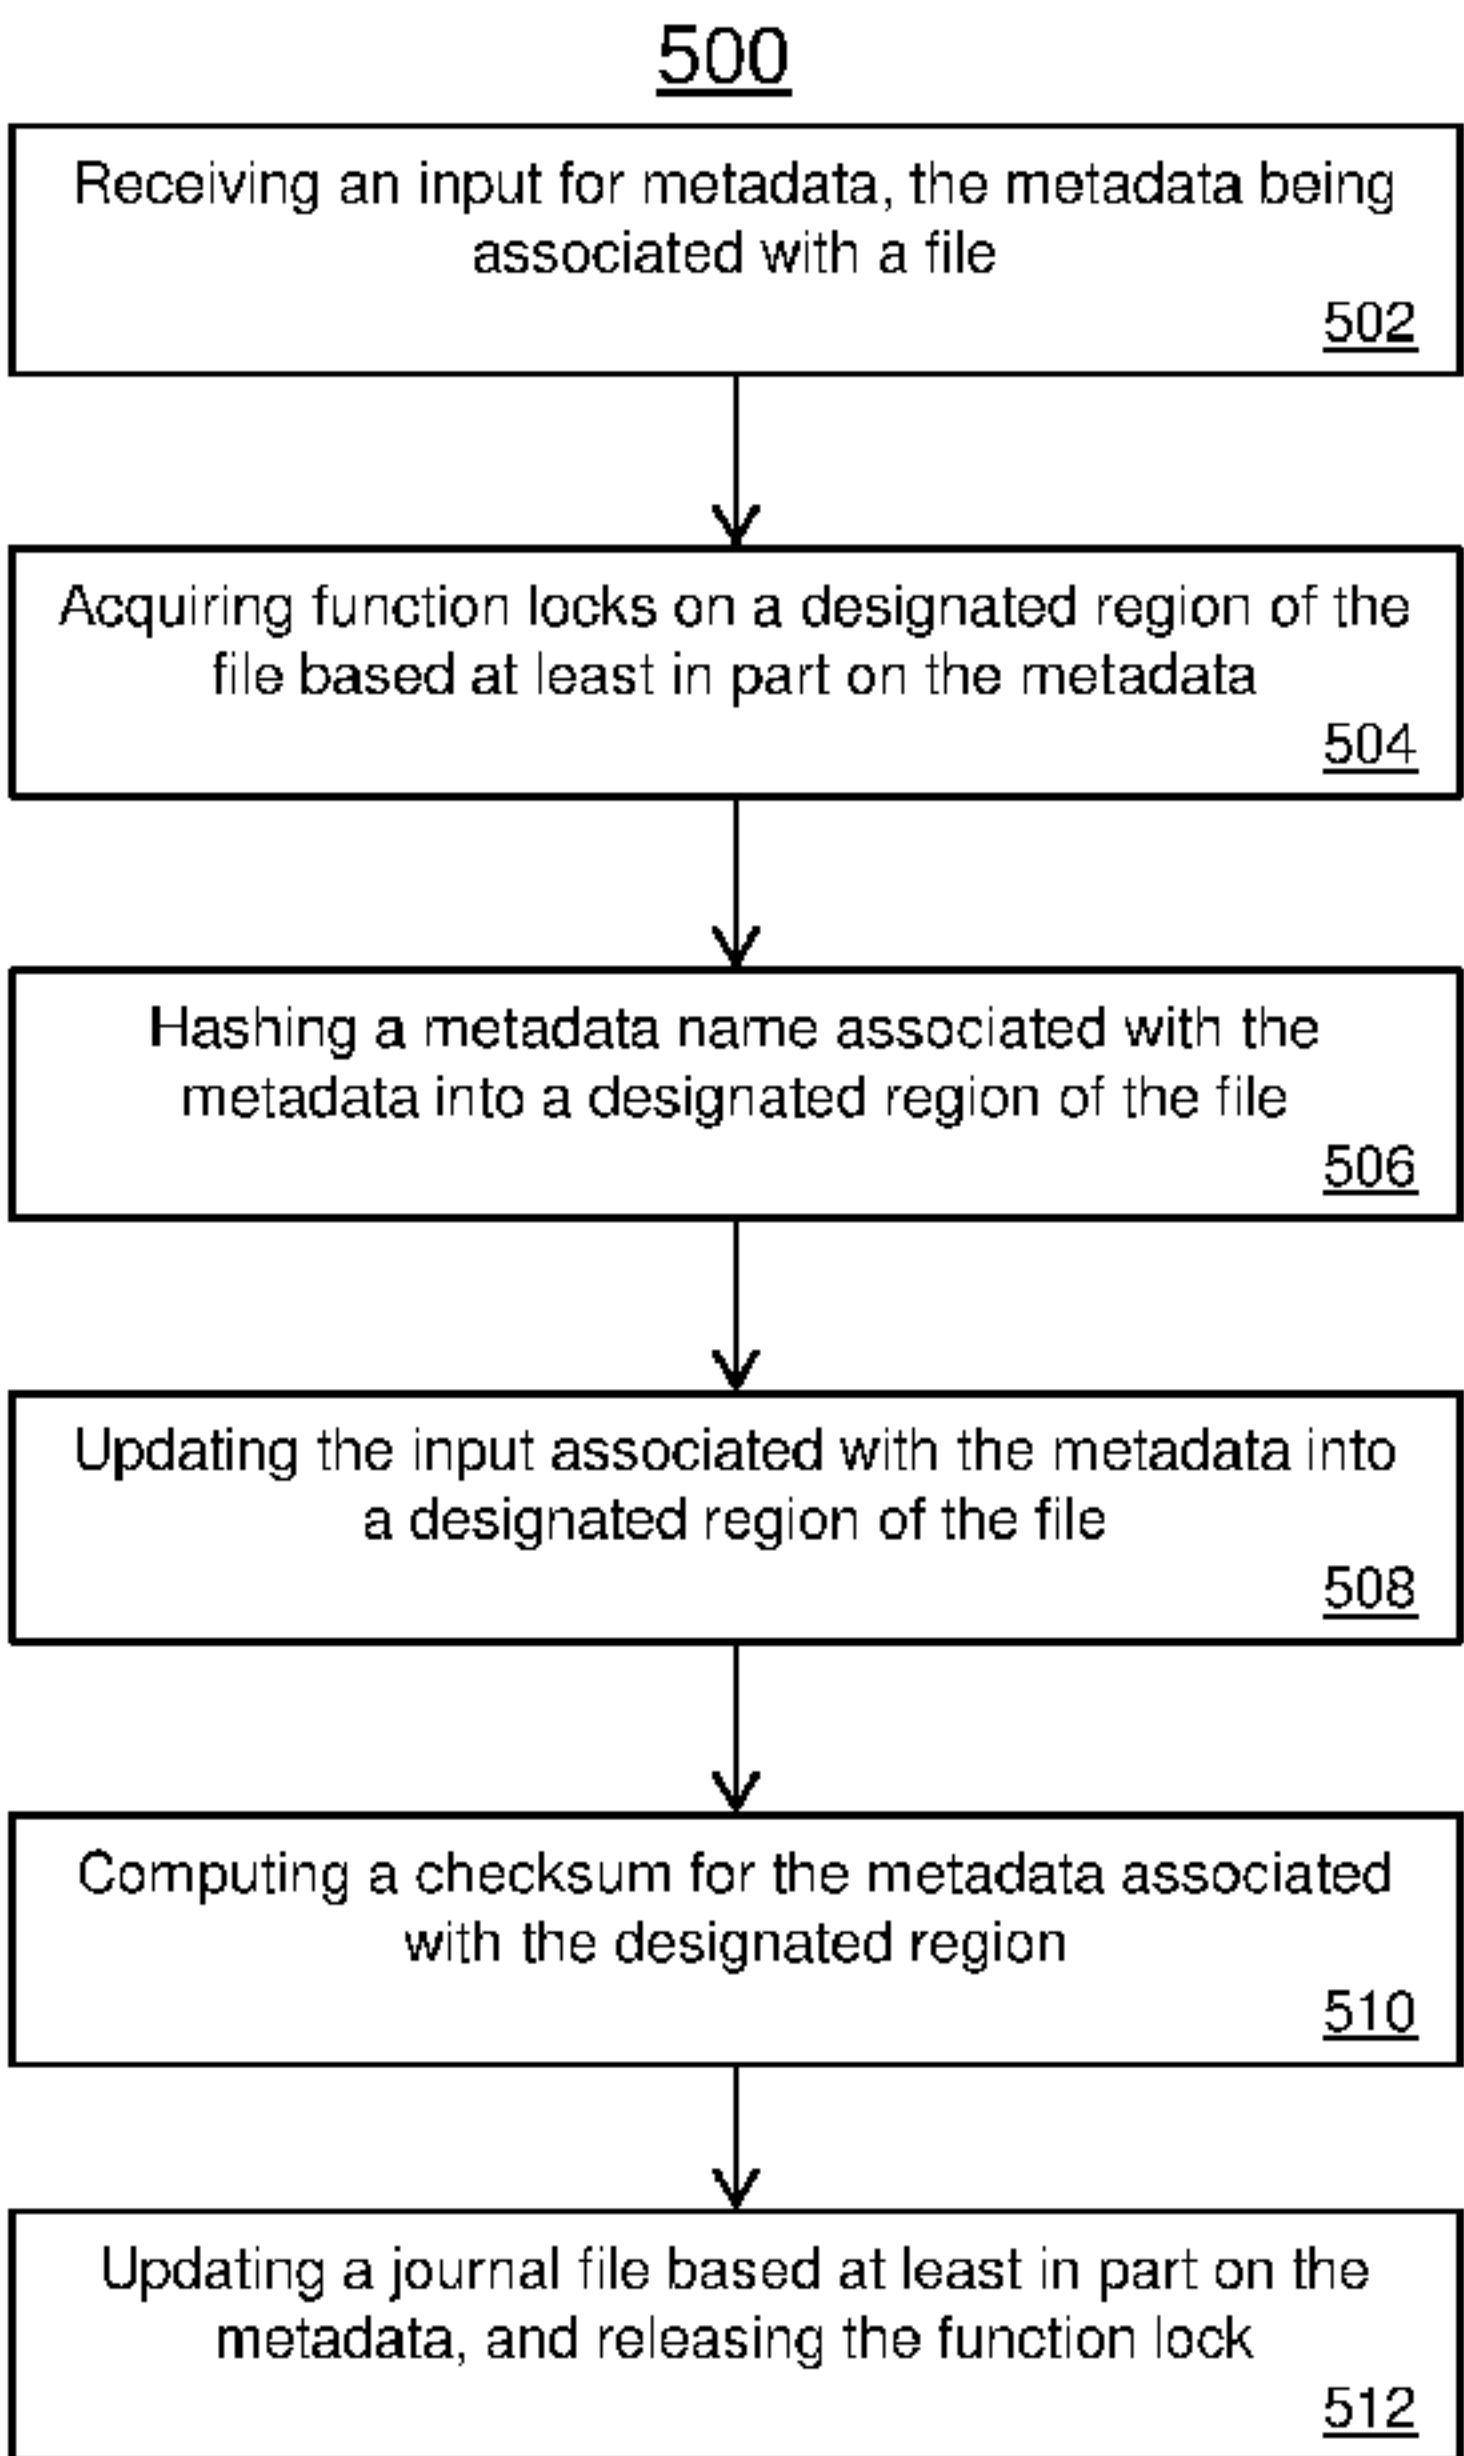 500
Receiving an input for metadata, the metadata being
associated with a file
502
Acquiring function locks on a designated region of the
file based at least in part on the metadata
504
Hashing a metadata name associated with the
metadata into a designated region of the file
506
Updating the input associated with the metadata into
a designated region of the file
508
Computing a checksum for the metadata associated
with the designated region
510
Updating a journal file based at least in part on the
metadata, and releasing the function lock
512